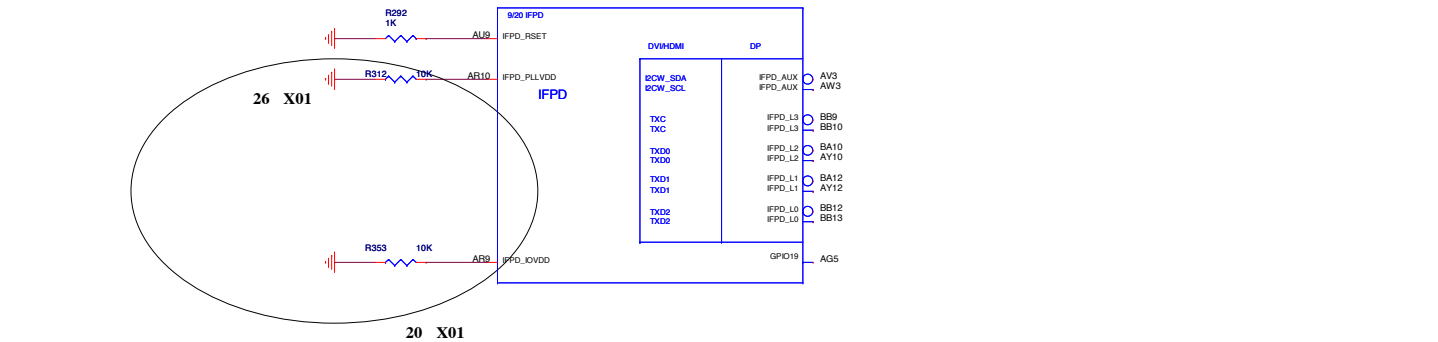 R292
1K
9/20 IFPD
AU9 IFPD_RSET
DVI/HDMI DP
R312 10K AR10 IFPD_PLLVDD
26 X01
IFPD
I2CW_SDA IFPD_AUX AV3
I2CW_SCL IFPD_AUX AW3
TXC IFPD_L3 BB9
TXC IFPD_L3 BB10
TXD0 IFPD_L2 BA10
TXD0 IFPD_L2 AY10
TXD1 IFPD_L1 BA12
TXD1 IFPD_L1 AY12
TXD2 IFPD_L0 BB12
TXD2 IFPD_L0 BB13
R353 10K
AR9 IFPD_IOVDD
GPIO19 AG5
20 X01